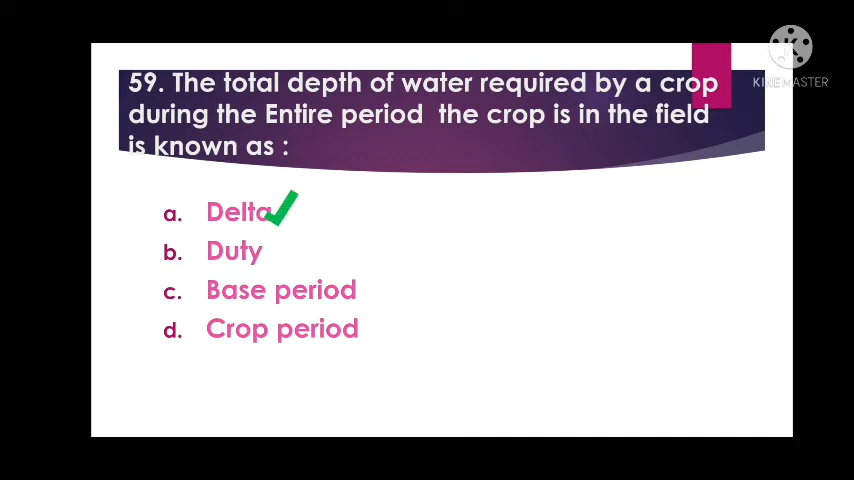 KINEMASTER
59. The total depth of water required by a crop
during the Entire period the crop is in the field
is known as :
a. Delta
b. Duty
c. Base period
d. Crop period